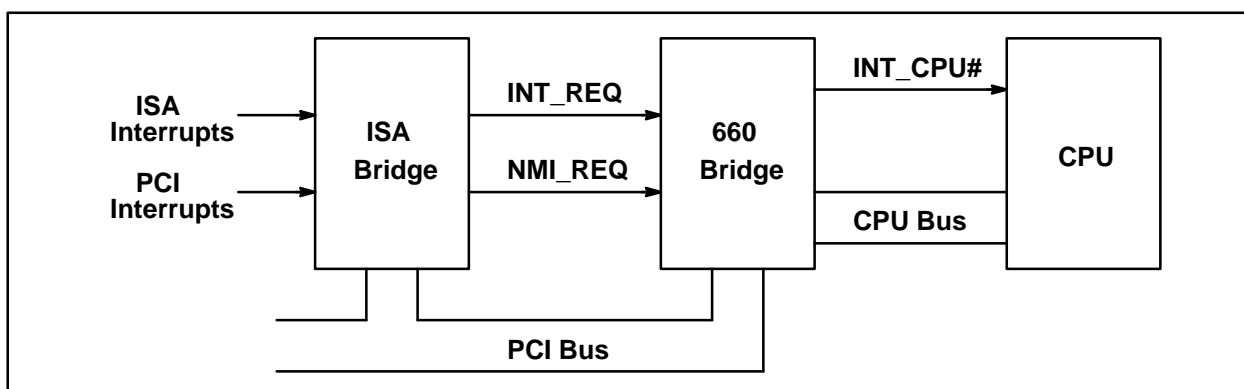 ISA
Interrupts
PCI
Interrupts
ISA
Bridge
INT_REQ
NMI_REQ
660
Bridge
INT_CPU#
CPU Bus
CPU
PCI Bus